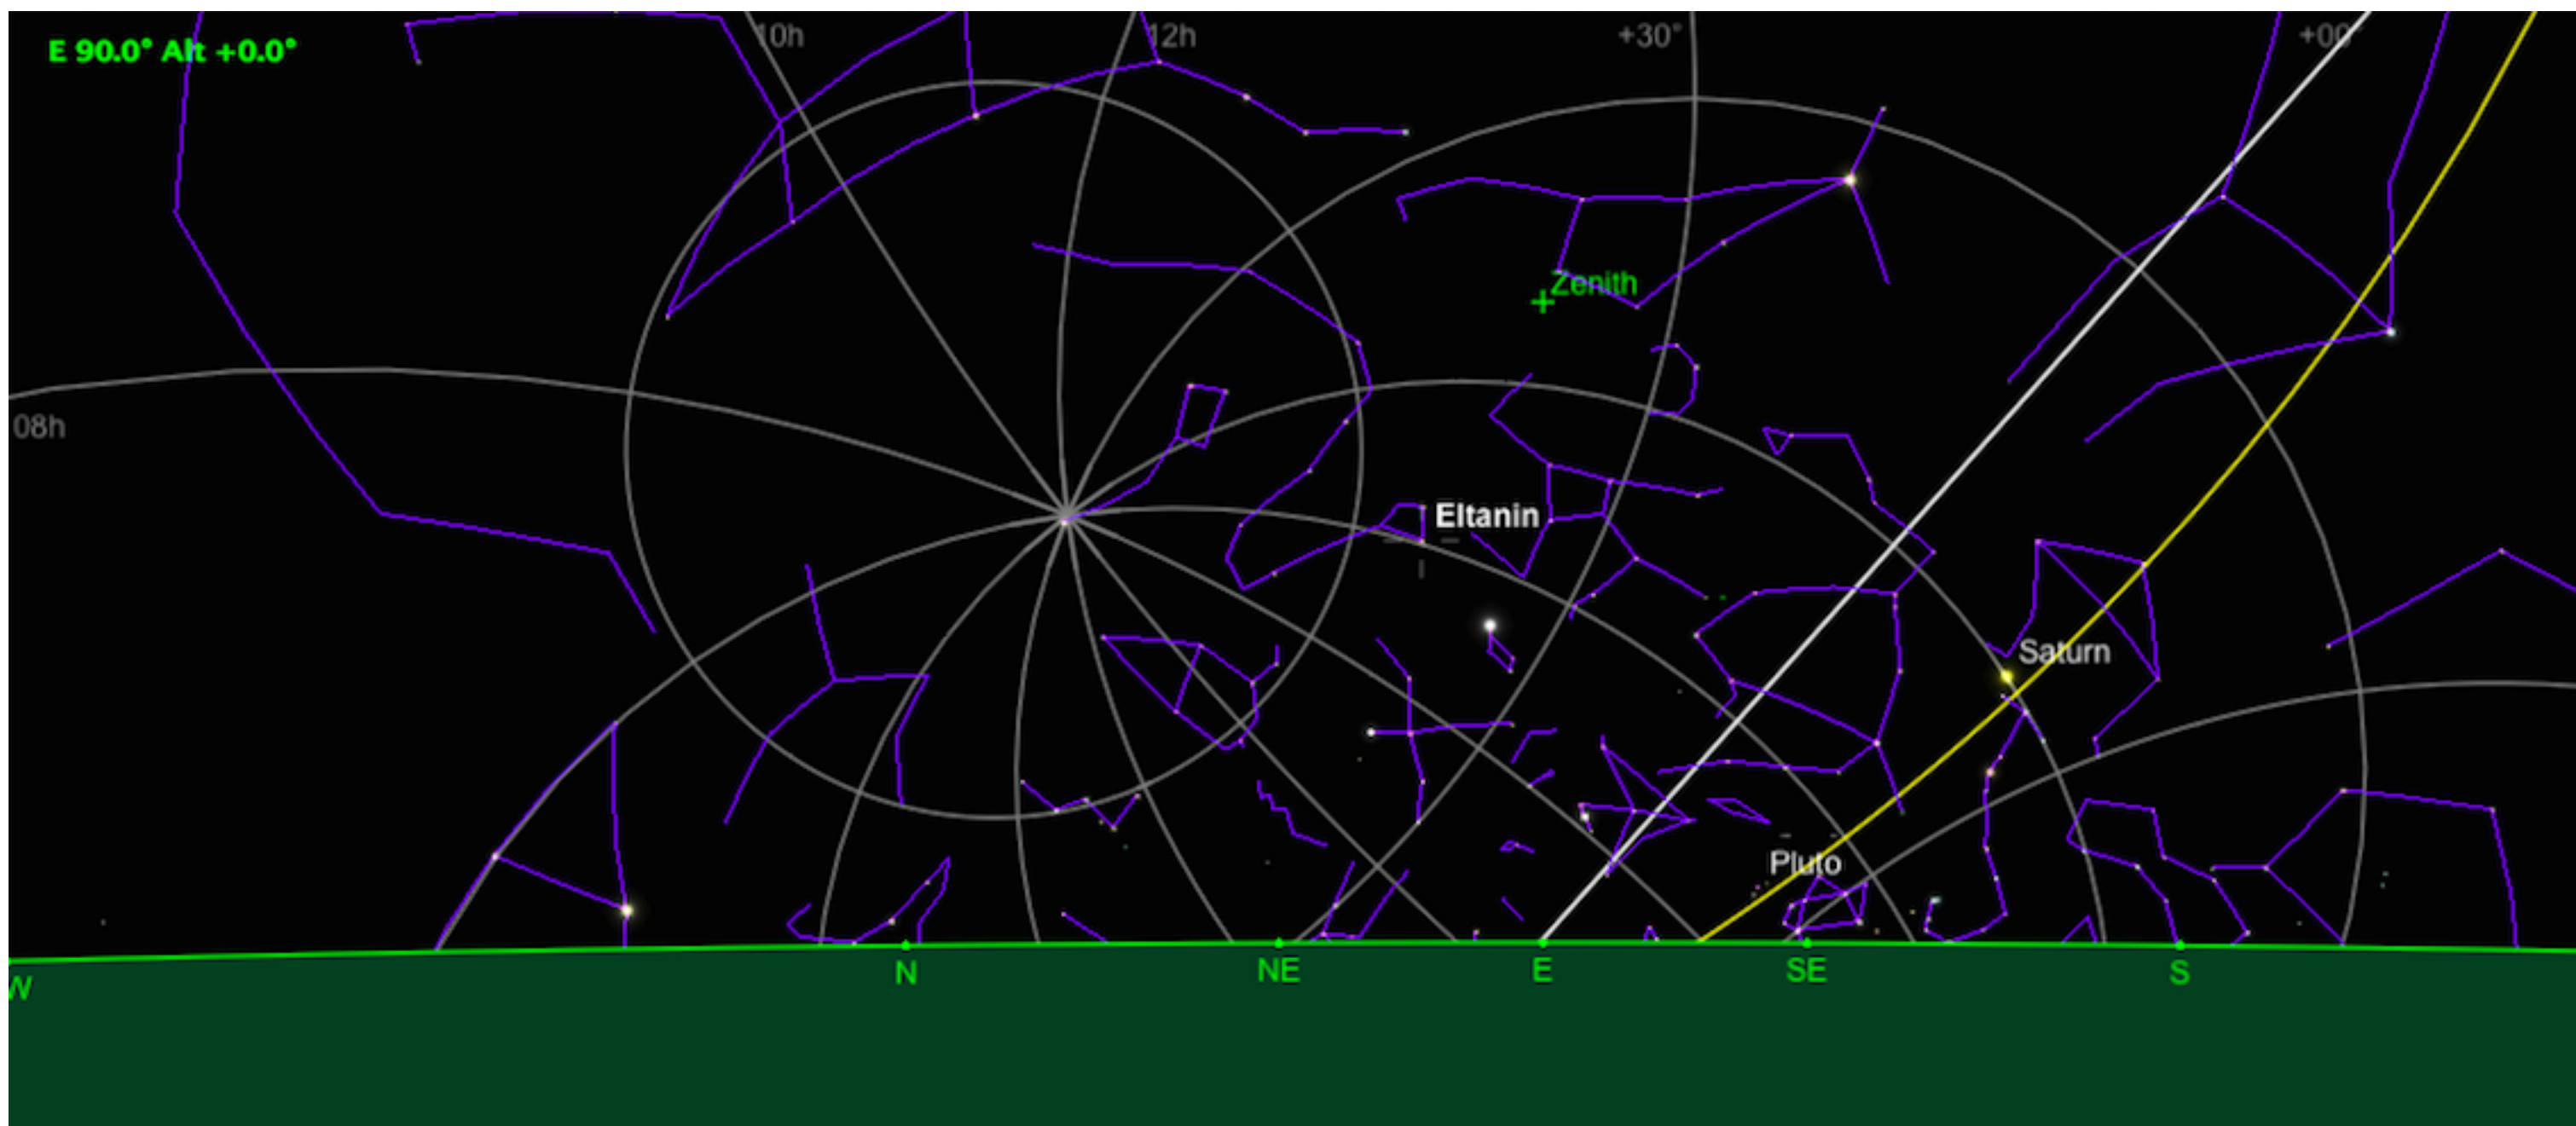 10h
12h
+30°
+00°
E 90.0° Alt +0.0°
Zenith
08h
Eltanin
Saturn
Pluto
W
N
NE
E
SE
S